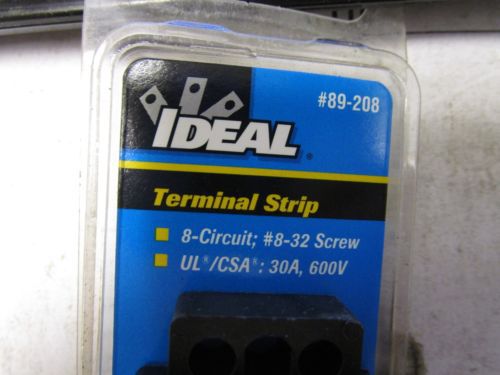 #89-208
IDEAL®
Terminal Strip
8-Circuit; #8-32 Screw
UL®/CSA®: 30A, 600V